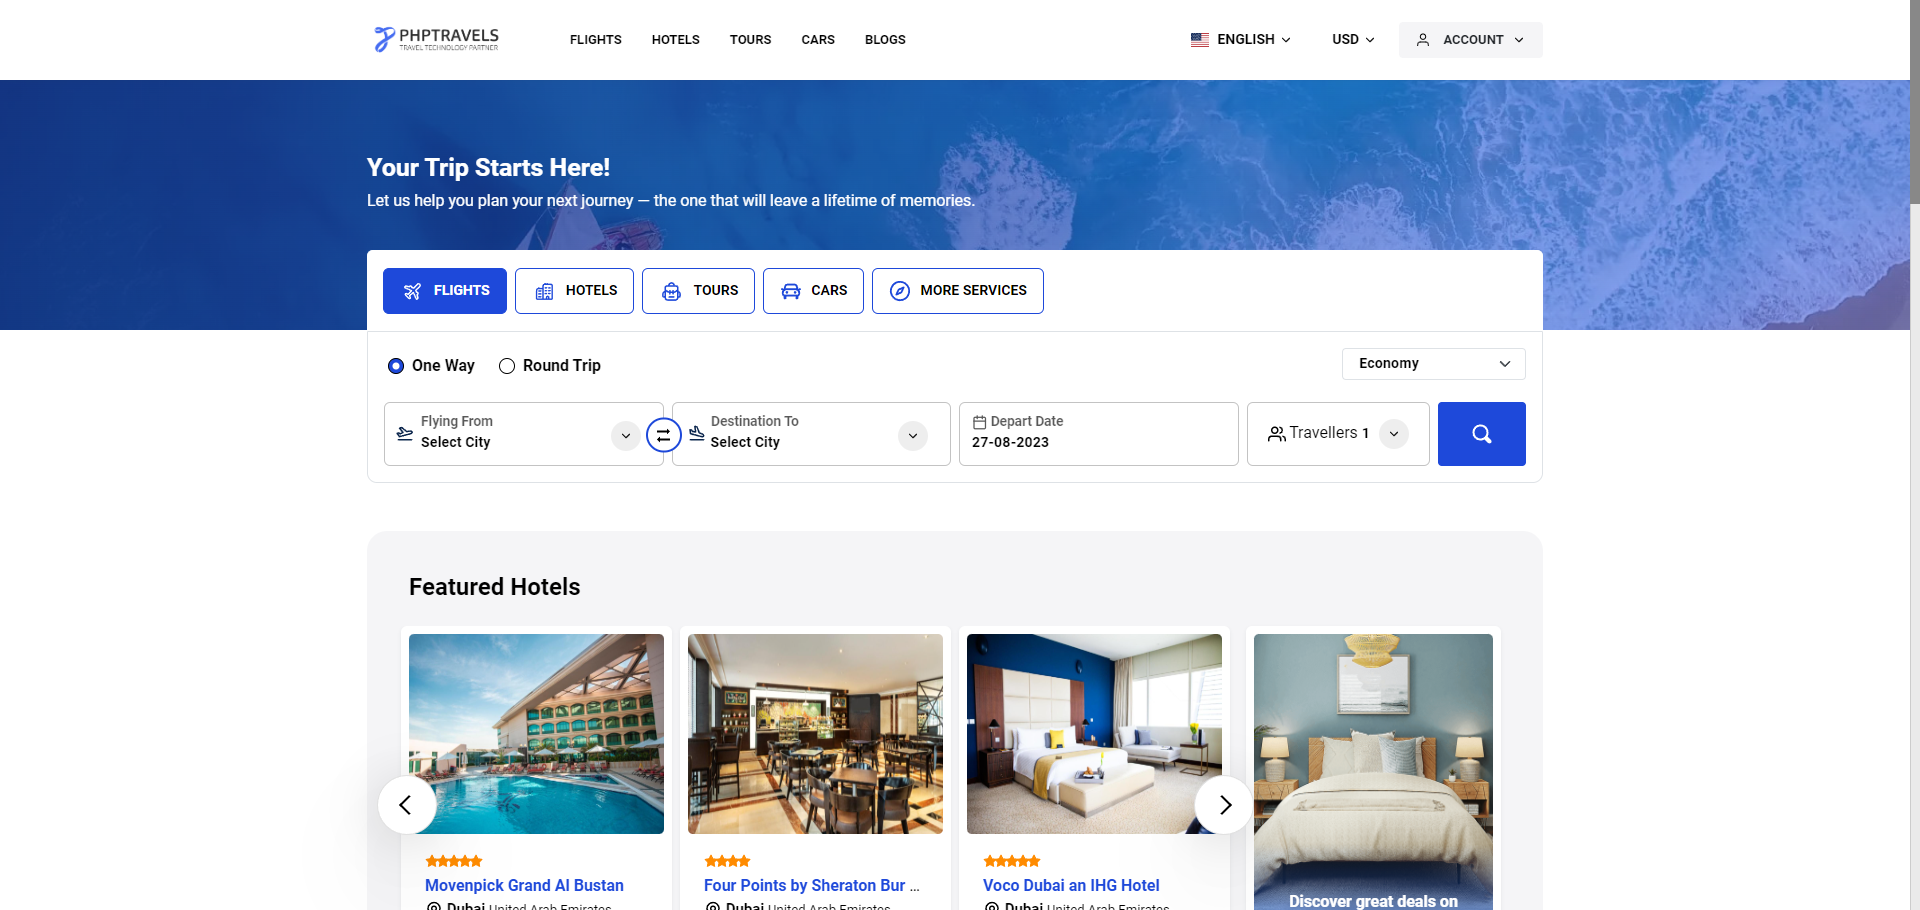 PHPTRAVELS
TRAVEL TECHNOLOGY PARTNER
FLIGHTS HOTELS TOURS CARS BLOGS
ENGLISH USD ACCOUNT
Your Trip Starts Here!
Let us help you plan your next journey — the one that will leave a lifetime of memories.
FLIGHTS HOTELS TOURS CARS MORE SERVICES
One Way Round Trip Economy
Flying From
Select City
Destination To
Select City
Depart Date
27-08-2023
Travellers 1
Featured Hotels
Movenpick Grand Al Bustan
Dubai United Arab Emirates
Four Points by Sheraton Bur ...
Dubai United Arab Emirates
Voco Dubai an IHG Hotel
Dubai United Arab Emirates
Discover great deals on